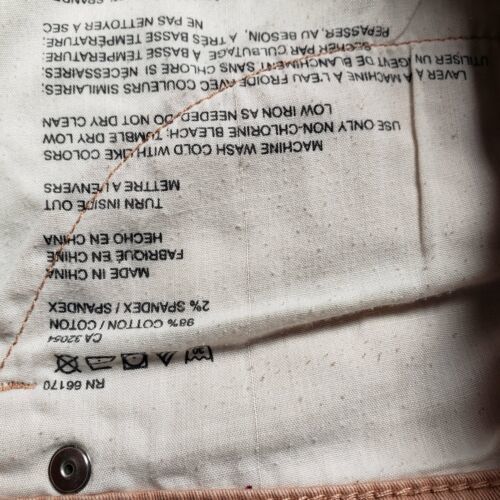 RN 66170
CA 32054
98% COTTON / COTON
2% SPANDEX / SPANDEX
MADE IN CHINA
FABRIQUÉ EN CHINE
HECHO EN CHINA
TURN INSIDE OUT
METTRE A L'ENVERS
MACHINE WASH COLD WITH LIKE COLORS
USE ONLY NON-CHLORINE BLEACH; TUMBLE DRY LOW
LOW IRON AS NEEDED-DO NOT DRY CLEAN
LAVER À MACHINE À L'EAU FROIDE AVEC COULEURS SIMILAIRES:
UTILISER UN AGENT DE BLANCHIMENT SANS CHLORE SI NÉCESSAIRES:
SÉCHER PAR CULBUTAGE À BASSE TEMPÉRATURE:
REPASSER, AU BESOIN, A TRÈS BASSE TEMPÉRATURE:
NE PAS NETTOYER À SEC